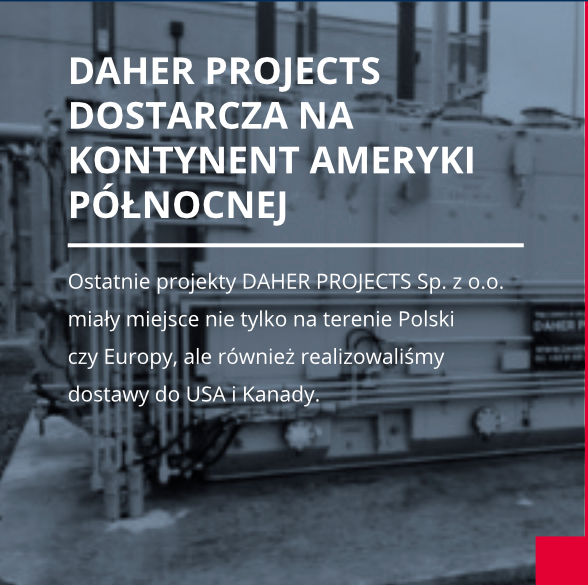 DAHER PROJECTS
DOSTARCZA NA
KONTYNENT AMERYKI
PÓŁNOCNEJ
Ostatnie projekty DAHER PROJECTS Sp. z o.o.
miały miejsce nie tylko na terenie Polski
czy Europy, ale również realizowaliśmy
dostawy do USA i Kanady.
DAHER